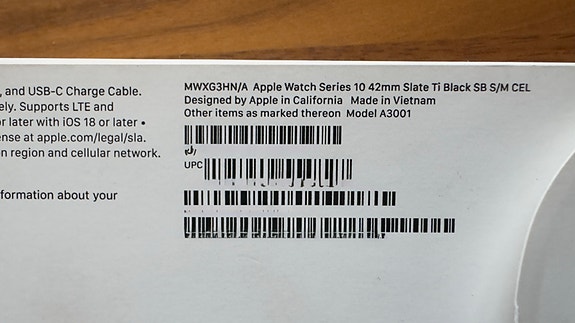 , and USB-C Charge Cable.
ely. Supports LTE and
or later with iOS 18 or later •
ense at apple.com/legal/sla.
on region and cellular network.
nformation about your
MWXG3HN/A Apple Watch Series 10 42mm Slate Ti Black SB S/M CEL
Designed by Apple in California Made in Vietnam
Other items as marked thereon Model A3001
UPC